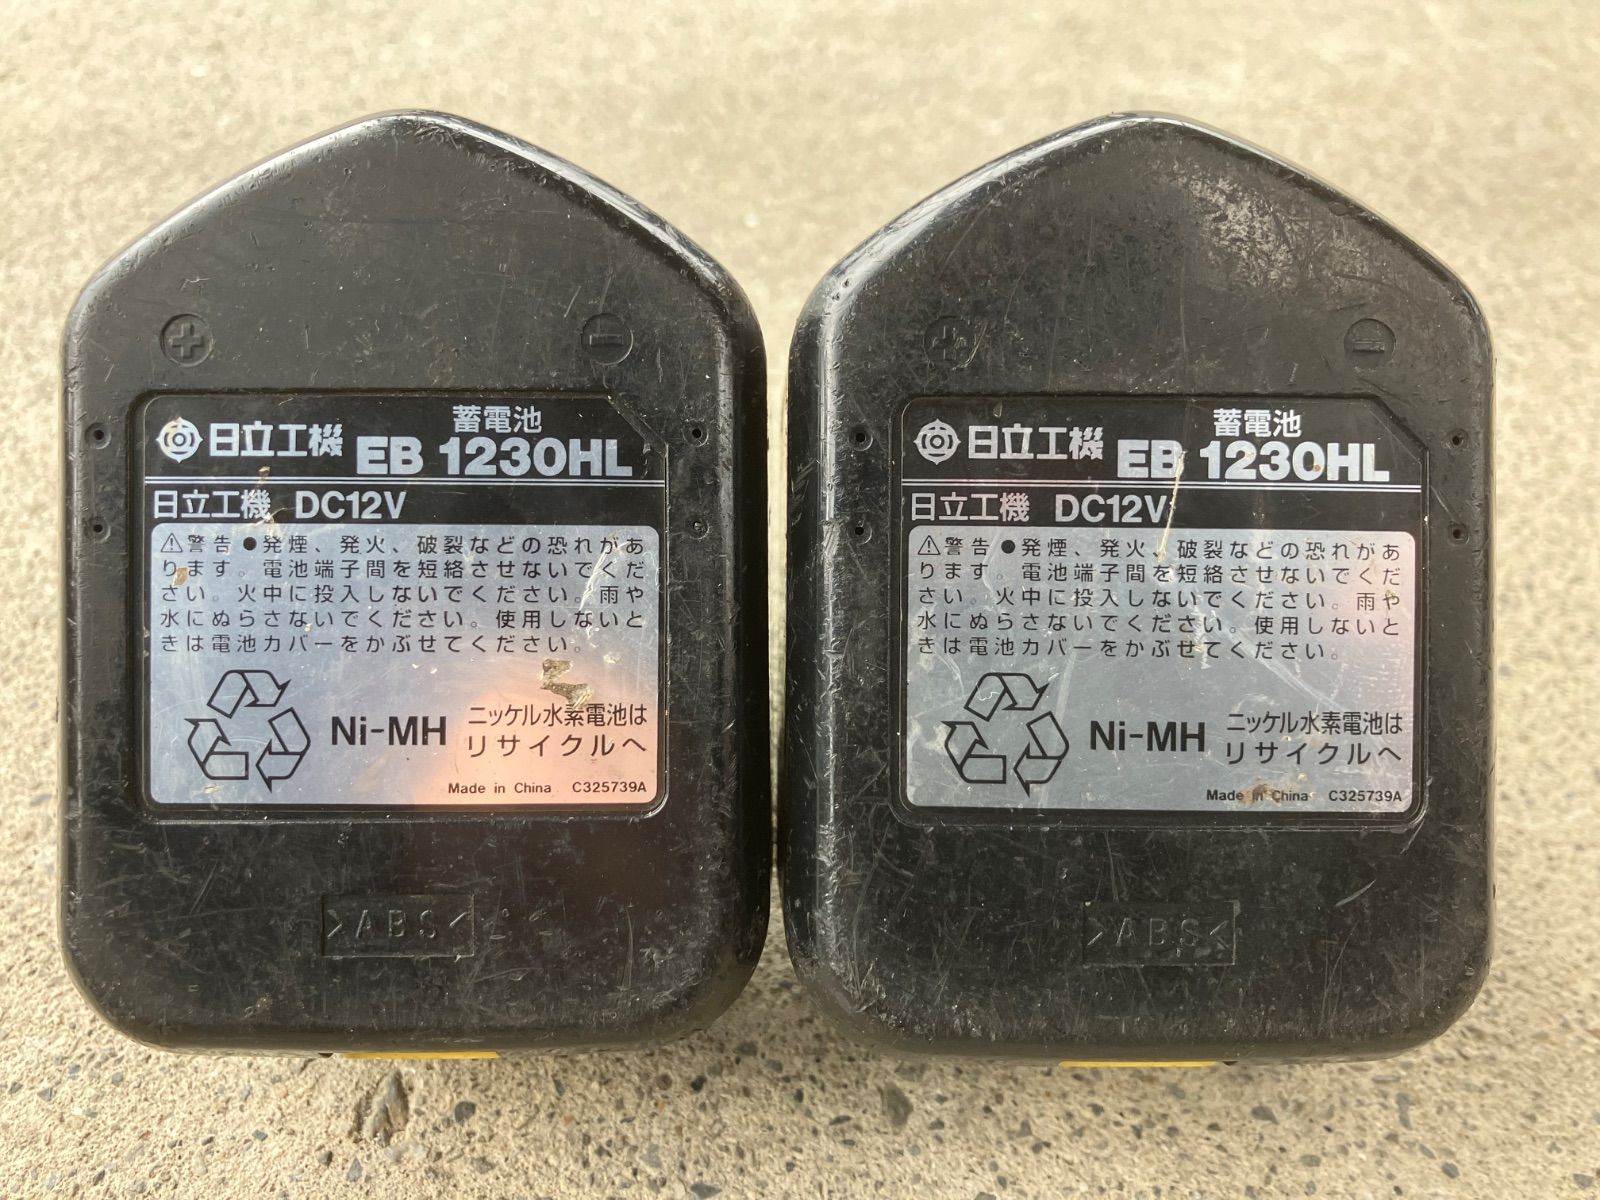 蓄電池
日立工機 EB 1230HL
日立工機 DC12V
⚠警告 ●発煙、発火、破裂などの恐れがあ
ります。電池端子間を短絡させないでくだ
さい。火中に投入しないでください。雨や
水にぬらさないでください。使用しないと
きは電池カバーをかぶせてください。
Ni-MH
ニッケル水素電池は
リサイクルへ
Made in China C325739A
>ABS<
蓄電池
日立工機 EB 1230HL
日立工機 DC12V
⚠警告 ●発煙、発火、破裂などの恐れがあ
ります。電池端子間を短絡させないでくだ
さい。火中に投入しないでください。雨や
水にぬらさないでください。使用しないと
きは電池カバーをかぶせてください。
Ni-MH
ニッケル水素電池は
リサイクルへ
Made in China C325739A
>ABS<